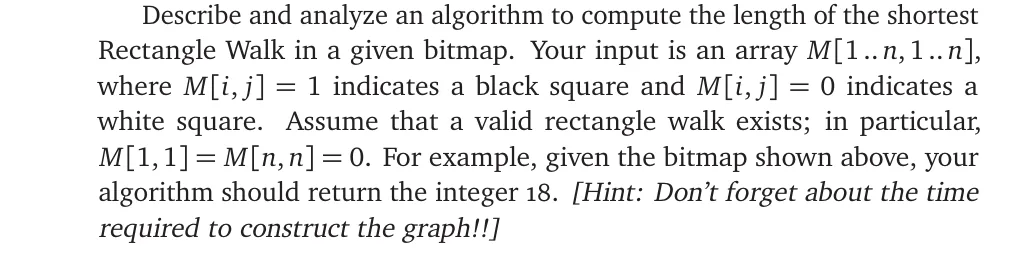 Describe and analyze an algorithm to compute the length of the shortest
Rectangle Walk in a given bitmap. Your input is an array M[1 .. n, 1 .. n],
where M[i, j] = 1 indicates a black square and M[i, j] = 0 indicates a
white square. Assume that a valid rectangle walk exists; in particular,
M[1, 1] = M[n, n] = 0. For example, given the bitmap shown above, your
algorithm should return the integer 18. [Hint: Don’t forget about the time
required to construct the graph!!]